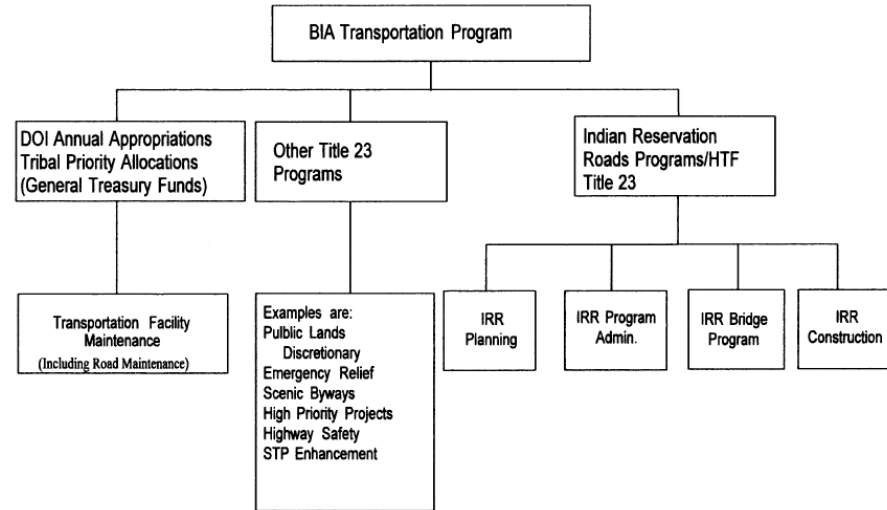 BIA Transportation Program
DOI Annual Appropriations
Tribal Priority Allocations
(General Treasury Funds)
Other Title 23
Programs
Indian Reservation
Roads Programs/HTF
Title 23
Transportation Facility
Maintenance
(Including Road Maintenance)
Examples are:
Pulblic Lands
Discretionary
Emergency Relief
Scenic Byways
High Priority Projects
Highway Safety
STP Enhancement
IRR
Planning
IRR Program
Admin.
IRR Bridge
Program
IRR
Construction